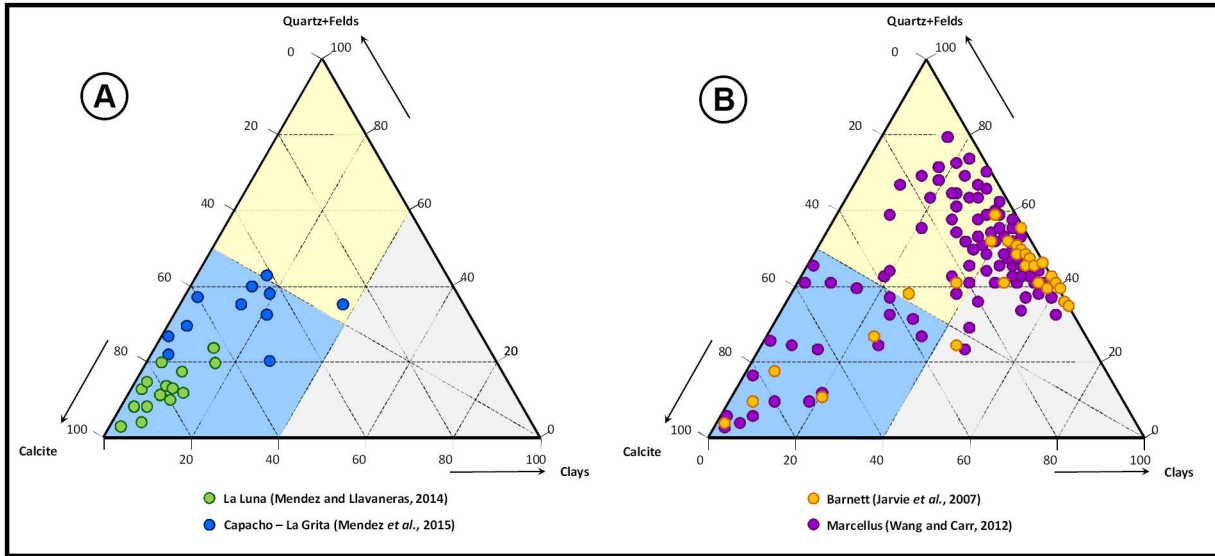 Quartz+Felds
0
100
A
20
80
40
60
60
40
80
20
100
0
Calcite
20
40
60
80
100
Clays
La Luna (Mendez and Llavaneras, 2014)
Capacho – La Grita (Mendez et al., 2015)
Quartz+Felds
0
100
B
20
80
40
60
60
40
80
20
100
0
Calcite
0
20
40
60
80
100
Clays
Barnett (Jarvie et al., 2007)
Marcellus (Wang and Carr, 2012)